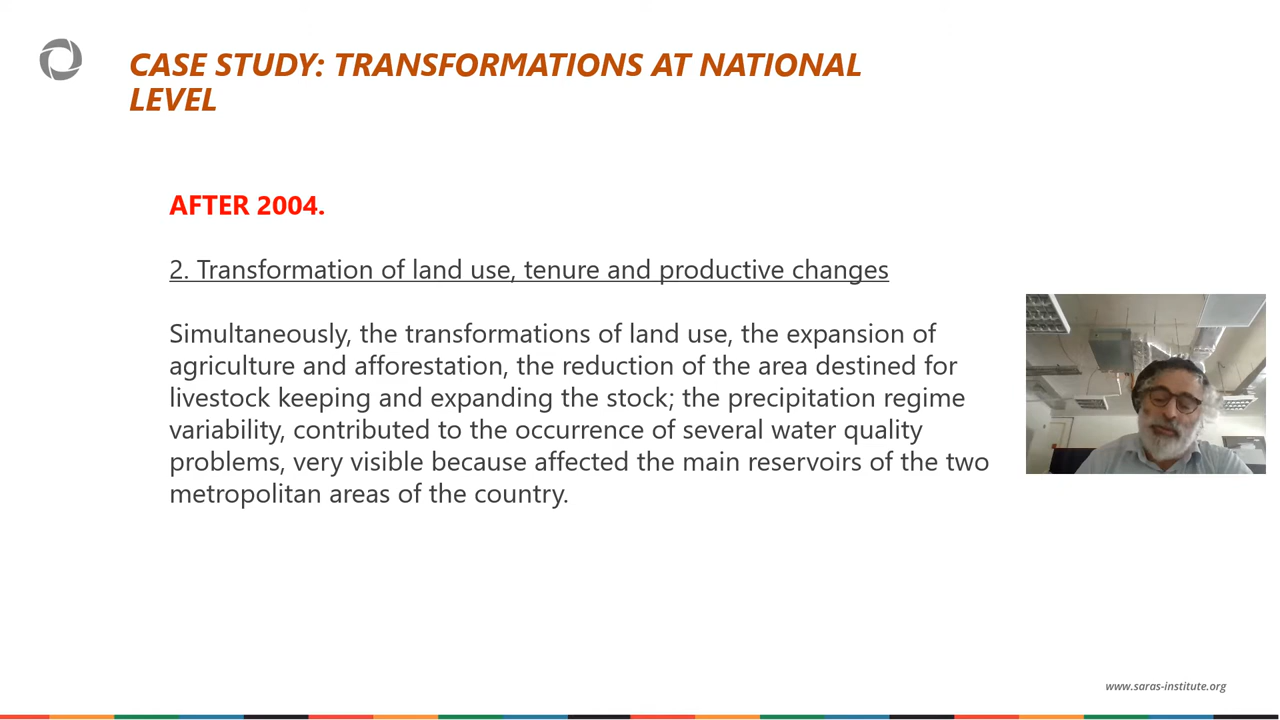 CASE STUDY: TRANSFORMATIONS AT NATIONAL
LEVEL
AFTER 2004.
2. Transformation of land use, tenure and productive changes
Simultaneously, the transformations of land use, the expansion of
agriculture and afforestation, the reduction of the area destined for
livestock keeping and expanding the stock; the precipitation regime
variability, contributed to the occurrence of several water quality
problems, very visible because affected the main reservoirs of the two
metropolitan areas of the country.
www.saras-institute.org